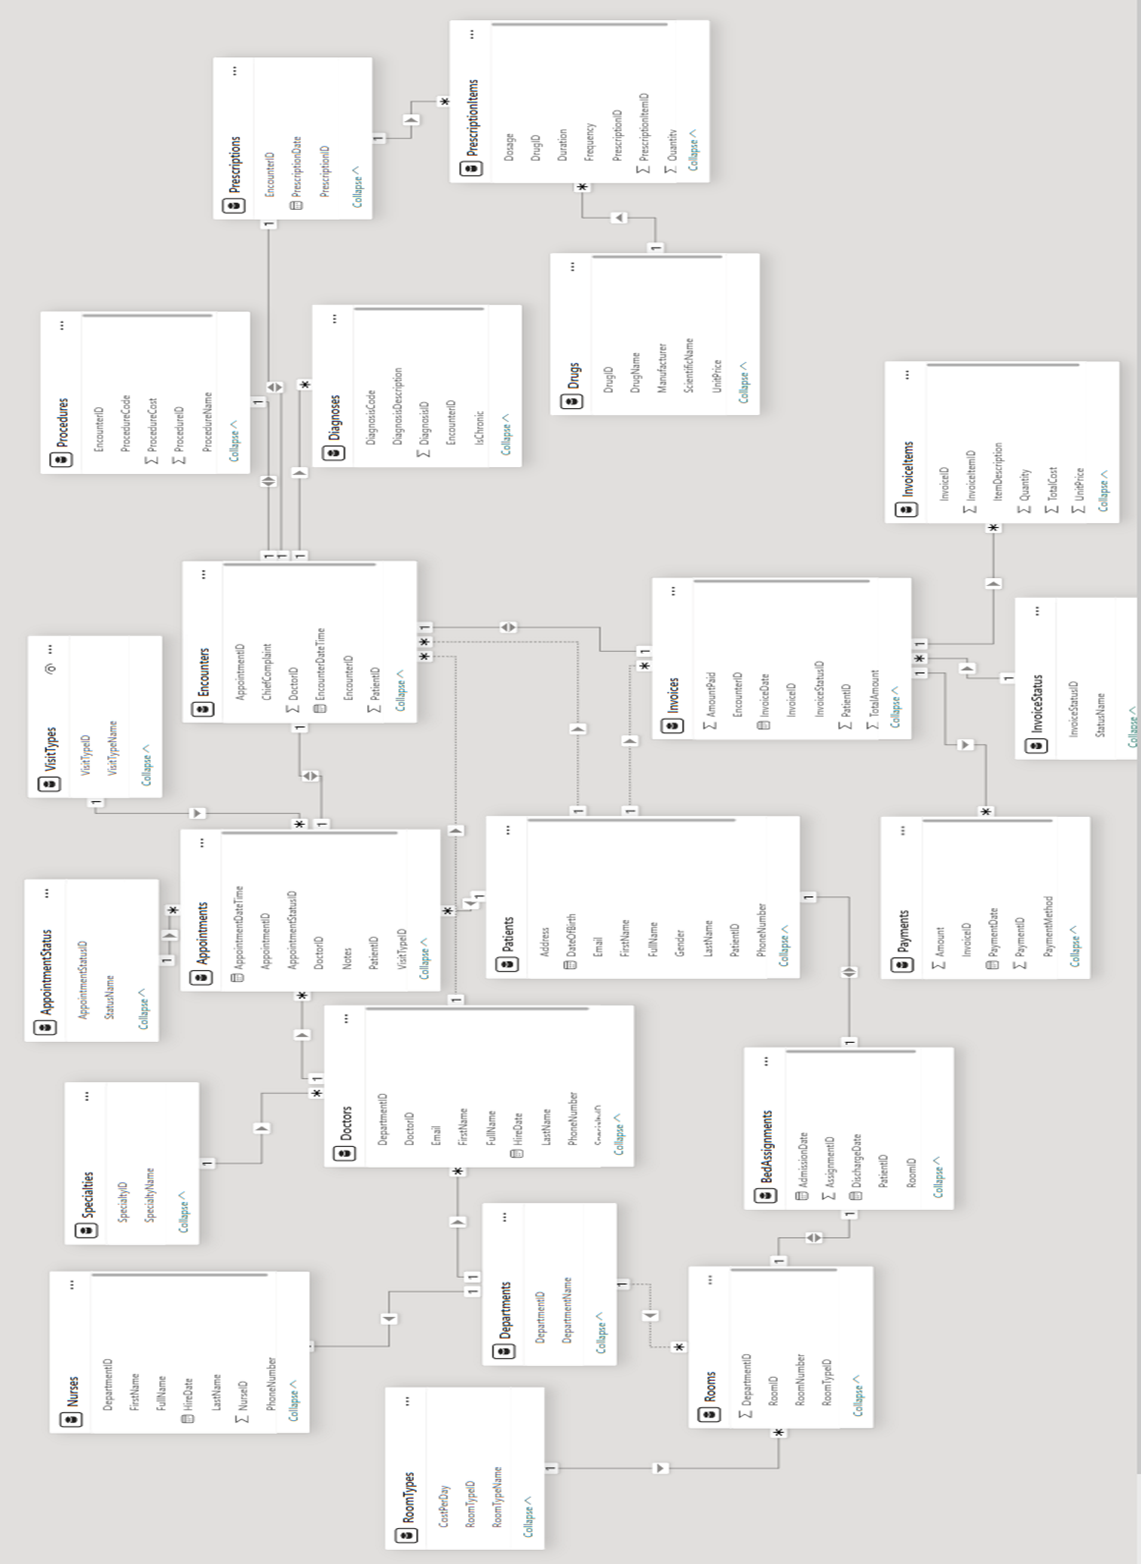 Nurses
DepartmentID
FirstName
FullName
HireDate
LastName
NurseID
PhoneNumber
Collapse
Specialties
SpecialtyID
SpecialtyName
Collapse
AppointmentStatus
AppointmentStatusID
StatusName
Collapse
VisitTypes
VisitTypeID
VisitTypeName
Collapse
Procedures
EncounterID
ProcedureCode
ProcedureCost
ProcedureID
ProcedureName
Collapse
Prescriptions
EncounterID
PrescriptionDate
PrescriptionID
Collapse
Appointments
AppointmentDateTime
AppointmentID
AppointmentStatusID
DoctorID
Notes
PatientID
VisitTypeID
Collapse
Encounters
AppointmentID
ChiefComplaint
DoctorID
EncounterDateTime
EncounterID
PatientID
Collapse
Diagnoses
DiagnosisCode
DiagnosisDescription
DiagnosisID
EncounterID
IsChronic
Collapse
PrescriptionItems
Dosage
DrugID
Duration
Frequency
PrescriptionID
PrescriptionItemID
Quantity
Collapse
RoomTypes
CostPerDay
RoomTypeID
RoomTypeName
Collapse
Departments
DepartmentID
DepartmentName
Collapse
Doctors
DepartmentID
DoctorID
Email
FirstName
FullName
HireDate
LastName
PhoneNumber
Collapse
Patients
Address
DateOfBirth
Email
FirstName
FullName
Gender
LastName
PatientID
PhoneNumber
Collapse
Drugs
DrugID
DrugName
Manufacturer
ScientificName
UnitPrice
Collapse
Rooms
DepartmentID
RoomID
RoomNumber
RoomTypeID
Collapse
BedAssignments
AdmissionDate
AssignmentID
DischargeDate
PatientID
RoomID
Collapse
Invoices
AmountPaid
EncounterID
InvoiceDate
InvoiceID
InvoiceStatusID
PatientID
TotalAmount
Collapse
Payments
Amount
InvoiceID
PaymentDate
PaymentID
PaymentMethod
Collapse
InvoiceItems
InvoiceID
InvoiceItemID
ItemDescription
Quantity
TotalCost
UnitPrice
Collapse
InvoiceStatus
InvoiceStatusID
StatusName
Collapse